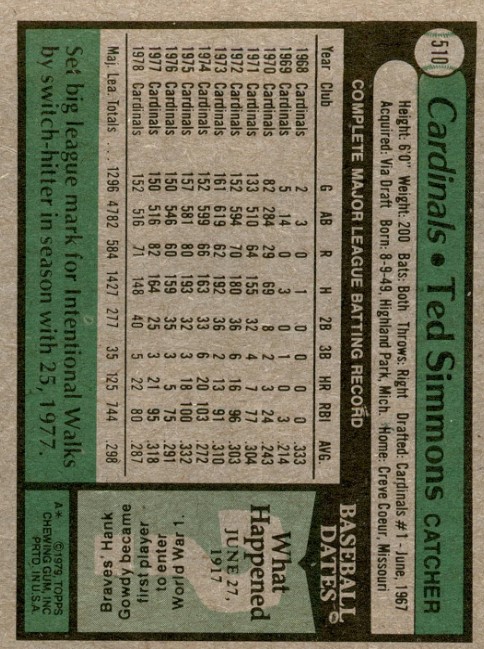 510
Cardinals • Ted Simmons CATCHER
Height: 6'0" Weight: 200 Bats: Both Throws: Right Drafted: Cardinals #1-June, 1967
Acquired: Via Draft Born: 8-9-49, Highland Park, Mich. Home: Creve Coeur, Missouri
COMPLETE MAJOR LEAGUE BATTING RECORD
Year Club G AB R H 2B 3B HR RBI AVG
1968 Cardinals 2 3 0 1 0 0 0 0 .333
1969 Cardinals 5 14 0 3 0 1 0 3 .214
1970 Cardinals 82 284 29 69 8 2 3 24 .243
1971 Cardinals 133 510 64 155 32 4 7 77 .304
1972 Cardinals 152 594 70 180 36 6 16 96 .303
1973 Cardinals 161 619 62 192 36 2 13 91 .310
1974 Cardinals 152 599 66 163 33 6 20 103 .272
1975 Cardinals 157 581 80 193 32 3 18 100 .332
1976 Cardinals 150 546 60 159 35 3 5 75 .291
1977 Cardinals 150 516 82 164 25 3 21 95 .318
1978 Cardinals 152 516 71 148 40 5 22 80 .287
Maj. Lea. Totals ... 1296 4782 584 1427 277 35 125 744 .298
Set big league mark for Intentional Walks
by switch-hitter in season with 25, 1977.
BASEBALL
DATES
What
Happened
JUNE 27,
1917
Braves' Hank
Gowdy became
first player
to enter
World War 1.
A* ©1979 TOPPS
CHEWING GUM, INC
PRTD. IN U.S.A.